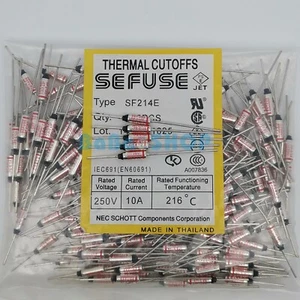 THERMAL CUTOFFS
SEFUSE
JET
Type SF214E
Qty.
Lot.
IEC691(EN60691)
A007836
Rated Voltage
Rated Current
Rated Functioning Temperature
250V
10A
216°C
NEC SCHOTT Components Corporation
Made in Thailand